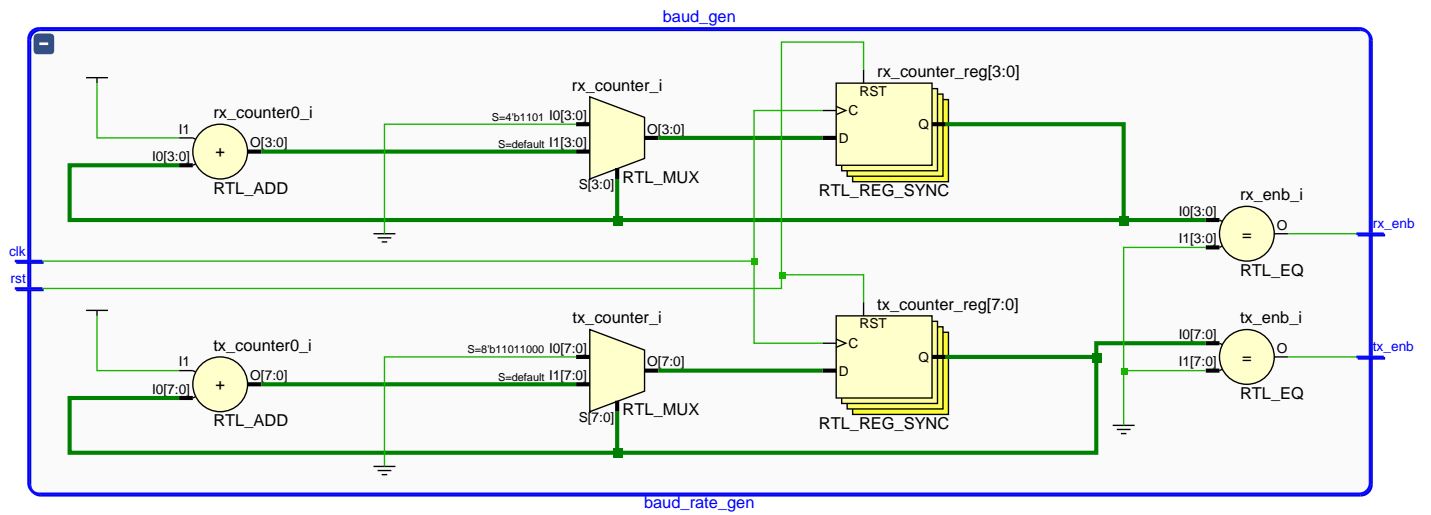 baud_gen
rx_counter_reg[3:0]
rx_counter_i
RST
rx_counter0_i
S=4'b1101 I0[3:0]
C
I1
O[3:0]
O[3:0]
Q
+
S=default I1[3:0]
D
I0[3:0]
RTL_ADD
S[3:0]
RTL_MUX
RTL_REG_SYNC
rx_enb_i
I0[3:0]
O
rx_enb
=
I1[3:0]
clk
RTL_EQ
rst
tx_counter_reg[7:0]
tx_counter_i
tx_enb_i
RST
tx_counter0_i
S=8'b11011000 I0[7:0]
C
I0[7:0]
O
tx_enb
I1
O[7:0]
O[7:0]
Q
=
+
S=default I1[7:0]
D
I1[7:0]
I0[7:0]
RTL_ADD
S[7:0]
RTL_MUX
RTL_REG_SYNC
RTL_EQ
baud_rate_gen